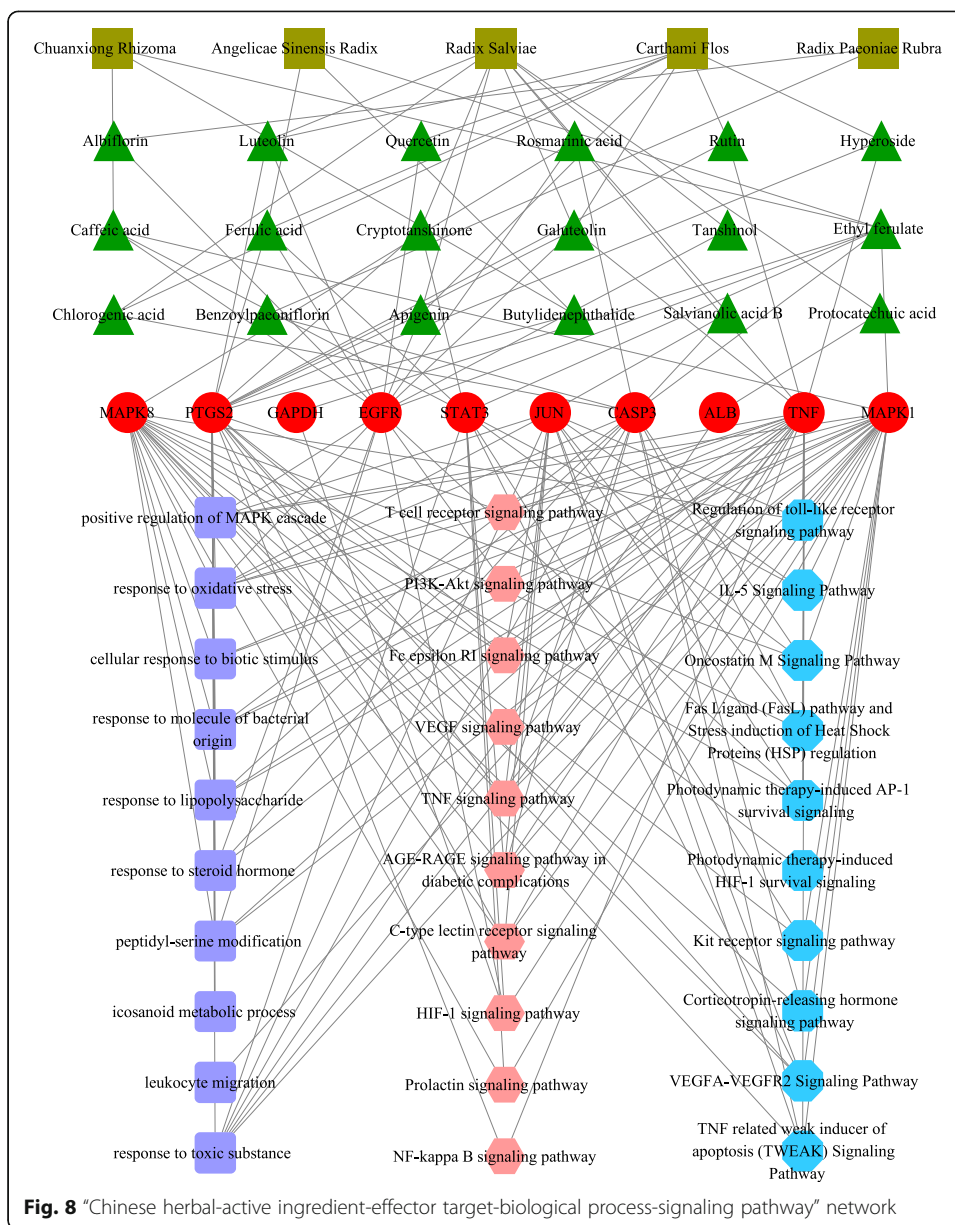 Chuanxiong Rhizoma
Angelicae Sinensis Radix
Radix Salviae
Carthami Flos
Radix Paeoniae Rubra
Albiflorin
Luteolin
Quercetin
Rosmarinic acid
Rutin
Hyperoside
Caffeic acid
Ferulic acid
Cryptotanshinone
Galuteolin
Tanshinol
Ethyl ferulate
Chlorogenic acid
Benzoylpaeoniflorin
Apigenin
Butylidenephthalide
Salvianolic acid B
Protocatechuic acid
MAPK8
PTGS2
GAPDH
EGFR
STAT3
JUN
CASP3
ALB
TNF
MAPK1
positive regulation of MAPK cascade
response to oxidative stress
cellular response to biotic stimulus
response to molecule of bacterial
origin
response to lipopolysaccharide
response to steroid hormone
peptidyl-serine modification
icosanoid metabolic process
leukocyte migration
response to toxic substance
T cell receptor signaling pathway
PI3K-Akt signaling pathway
Fc epsilon RI signaling pathway
VEGF signaling pathway
TNF signaling pathway
AGE-RAGE signaling pathway in
diabetic complications
C-type lectin receptor signaling
pathway
HIF-1 signaling pathway
Prolactin signaling pathway
NF-kappa B signaling pathway
Regulation of toll-like receptor
signaling pathway
IL-5 Signaling Pathway
Oncostatin M Signaling Pathway
Fas Ligand (FasL) pathway and
Stress induction of Heat Shock
Proteins (HSP) regulation
Photodynamic therapy-induced AP-1
survival signaling
Photodynamic therapy-induced
HIF-1 survival signaling
Kit receptor signaling pathway
Corticotropin-releasing hormone
signaling pathway
VEGFA-VEGFR2 Signaling Pathway
TNF related weak inducer of
apoptosis (TWEAK) Signaling
Pathway
Fig. 8 “Chinese herbal-active ingredient-effector target-biological process-signaling pathway” network